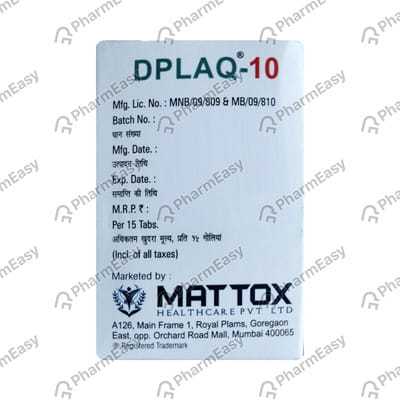 DPLAQ®-10
Mfg. Lic. No. : MNB/09/809 & MB/09/810
Batch No. :
धान संख्या
Mfg. Date. :
उत्पादन तिथि
Exp. Date. :
समाप्ति की तिथि
M.R.P. ₹ :
Per 15 Tabs.
अधिकतम खुदरा मूल्य, प्रति ½ गोलियां
(Incl. of all taxes)
Marketed by :
MATTOX
HEALTHCARE PVT LTD
A126, Main Frame 1, Royal Plams, Goregaon
East, opp. Orchard Road Mall, Mumbai 400065
® Registered Trademark
PharmEasy